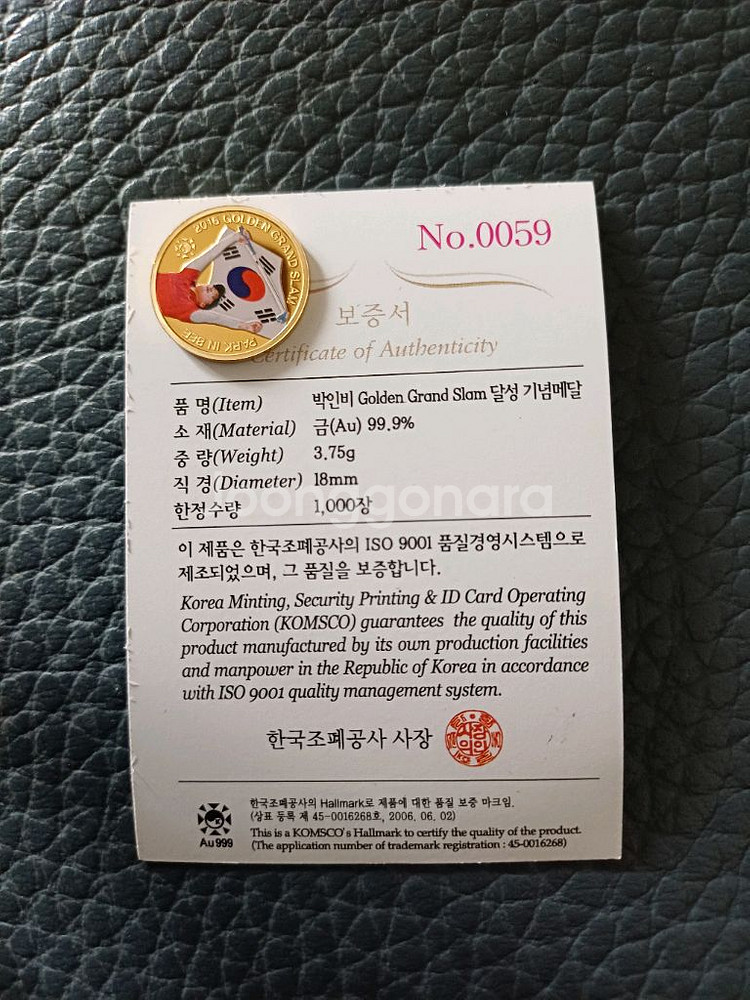 2016 GOLDEN GRAND SLAM
PARK IN BEE
No.0059
보증서
Certificate of Authenticity
품 명(Item) 박인비 Golden Grand Slam 달성 기념메달
소 재(Material) 금(Au) 99.9%
중 량(Weight) 3.75g
직 경(Diameter) 18mm
한정수량 1,000장
joonggonara
이 제품은 한국조폐공사의 ISO 9001 품질경영시스템으로
제조되었으며, 그 품질을 보증합니다.
Korea Minting, Security Printing & ID Card Operating
Corporation (KOMSCO) guarantees the quality of this
product manufactured by its own production facilities
and manpower in the Republic of Korea in accordance
with ISO 9001 quality management system.
한국조폐공사 사장
한국조폐공사의 Hallmark로 제품에 대한 품질 보증 마크임.
(상표 등록 제 45-0016268호, 2006. 06. 02)
This is a KOMSCO's Hallmark to certify the quality of the product.
(The application number of trademark registration : 45-0016268)
Au 999